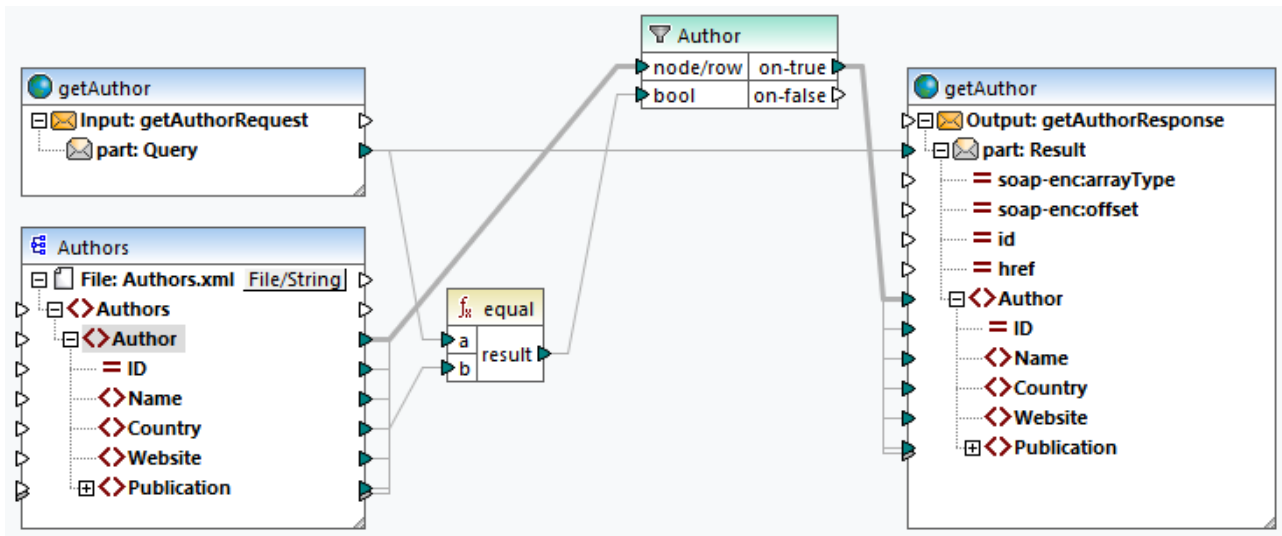 Author
node/row on-true
bool on-false
getAuthor
Input: getAuthorRequest
part: Query
Authors
File: Authors.xml File/String
Authors
Author
ID
Name
Country
Website
Publication
fx equal
a
result
b
getAuthor
Output: getAuthorResponse
part: Result
soap-enc:arrayType
soap-enc:offset
id
href
Author
ID
Name
Country
Website
Publication